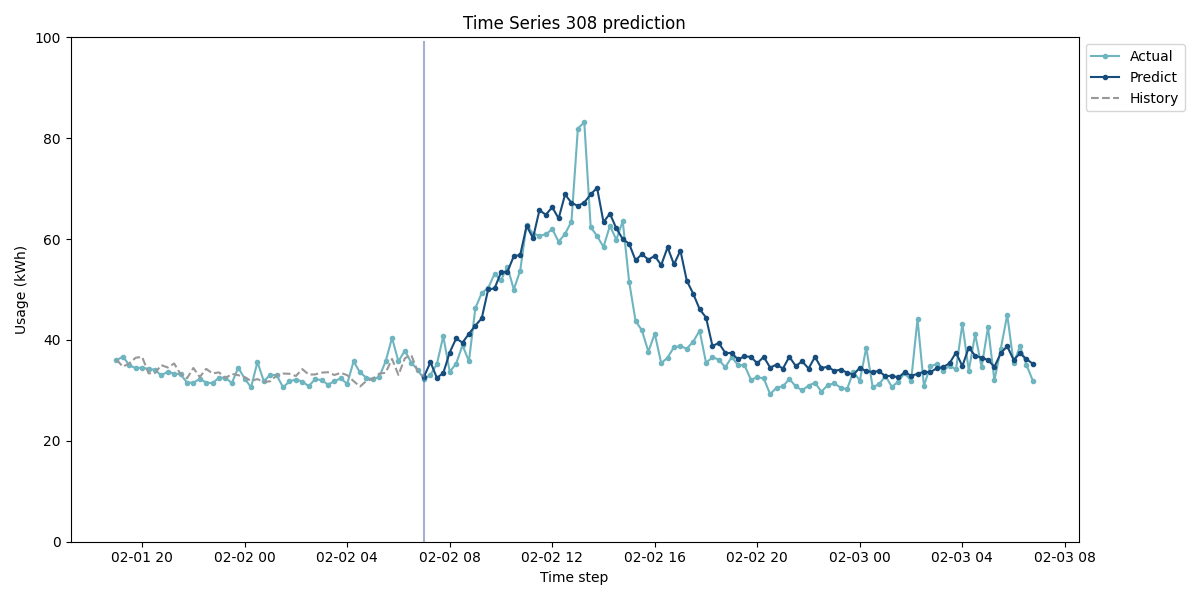 Time Series 308 prediction
100
80
60
40
20
0
Usage (kWh)
02-01 20
02-02 00
02-02 04
02-02 08
02-02 12
02-02 16
02-02 20
02-03 00
02-03 04
02-03 08
Time step
Actual
Predict
History